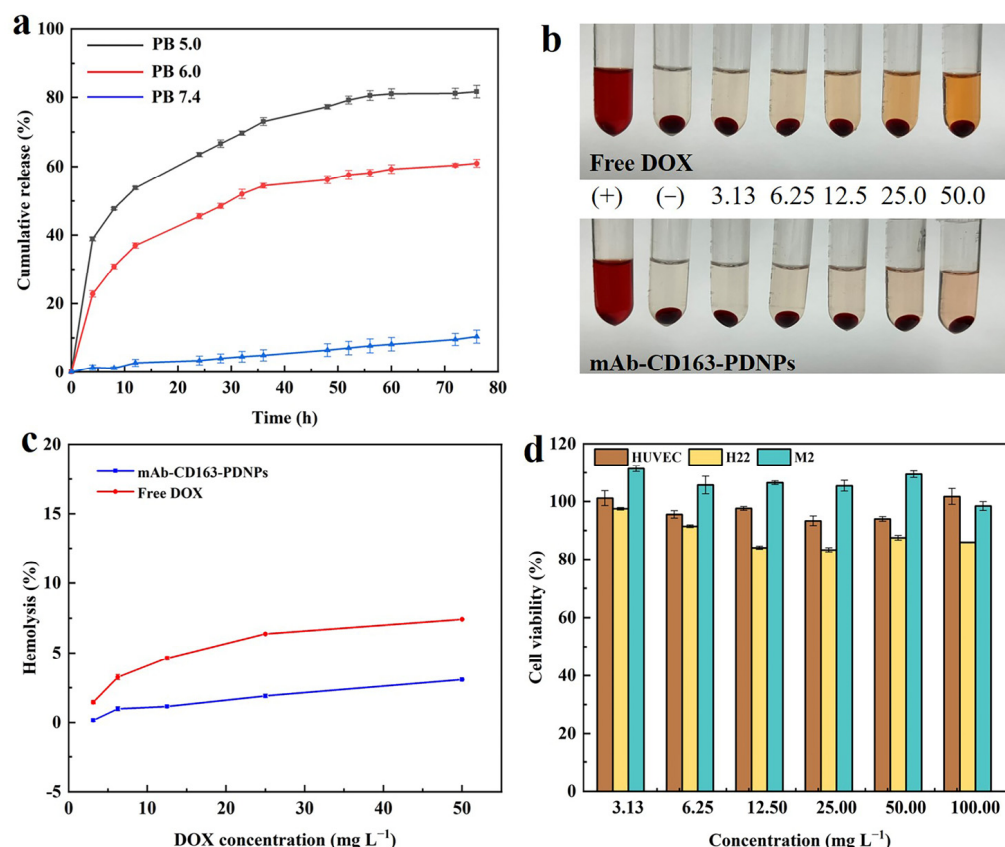 a
PB 5.0
PB 6.0
PB 7.4
100
80
60
40
20
0
Cumulative release (%)
0 10 20 30 40 50 60 70 80
Time (h)
b
Free DOX
(+) (−) 3.13 6.25 12.5 25.0 50.0
mAb-CD163-PDNPs
c
mAb-CD163-PDNPs
Free DOX
20
15
10
5
0
-5
Hemolysis (%)
0 10 20 30 40 50
DOX concentration (mg L⁻¹)
d
HUVEC H22 M2
120
100
80
60
40
20
0
Cell viability (%)
3.13 6.25 12.50 25.00 50.00 100.00
Concentration (mg L⁻¹)